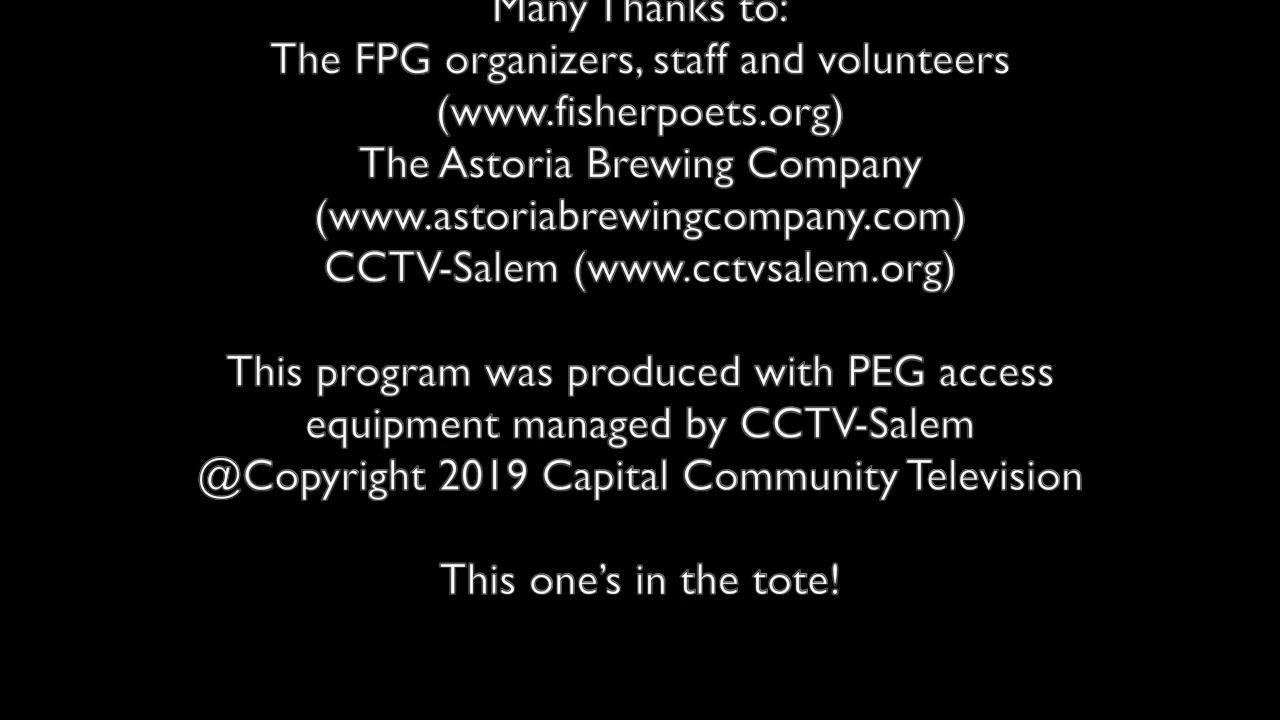 Many Thanks to:
The FPG organizers, staff and volunteers
(www.fisherpoets.org)
The Astoria Brewing Company
(www.astoriabrewingcompany.com)
CCTV-Salem (www.cctvsalem.org)
This program was produced with PEG access
equipment managed by CCTV-Salem
@Copyright 2019 Capital Community Television
This one’s in the tote!